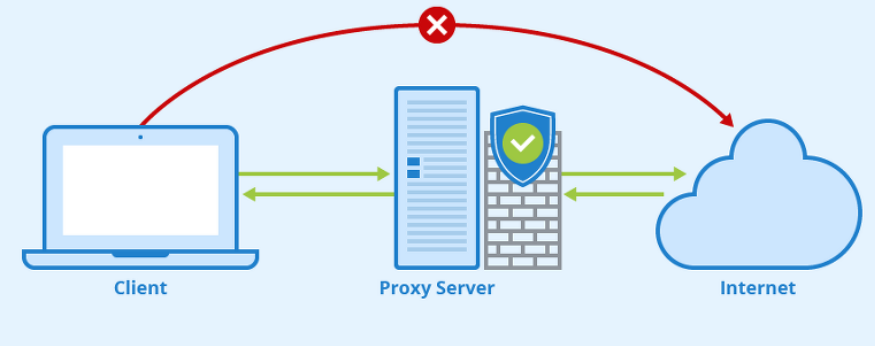 Client
Proxy Server
Internet